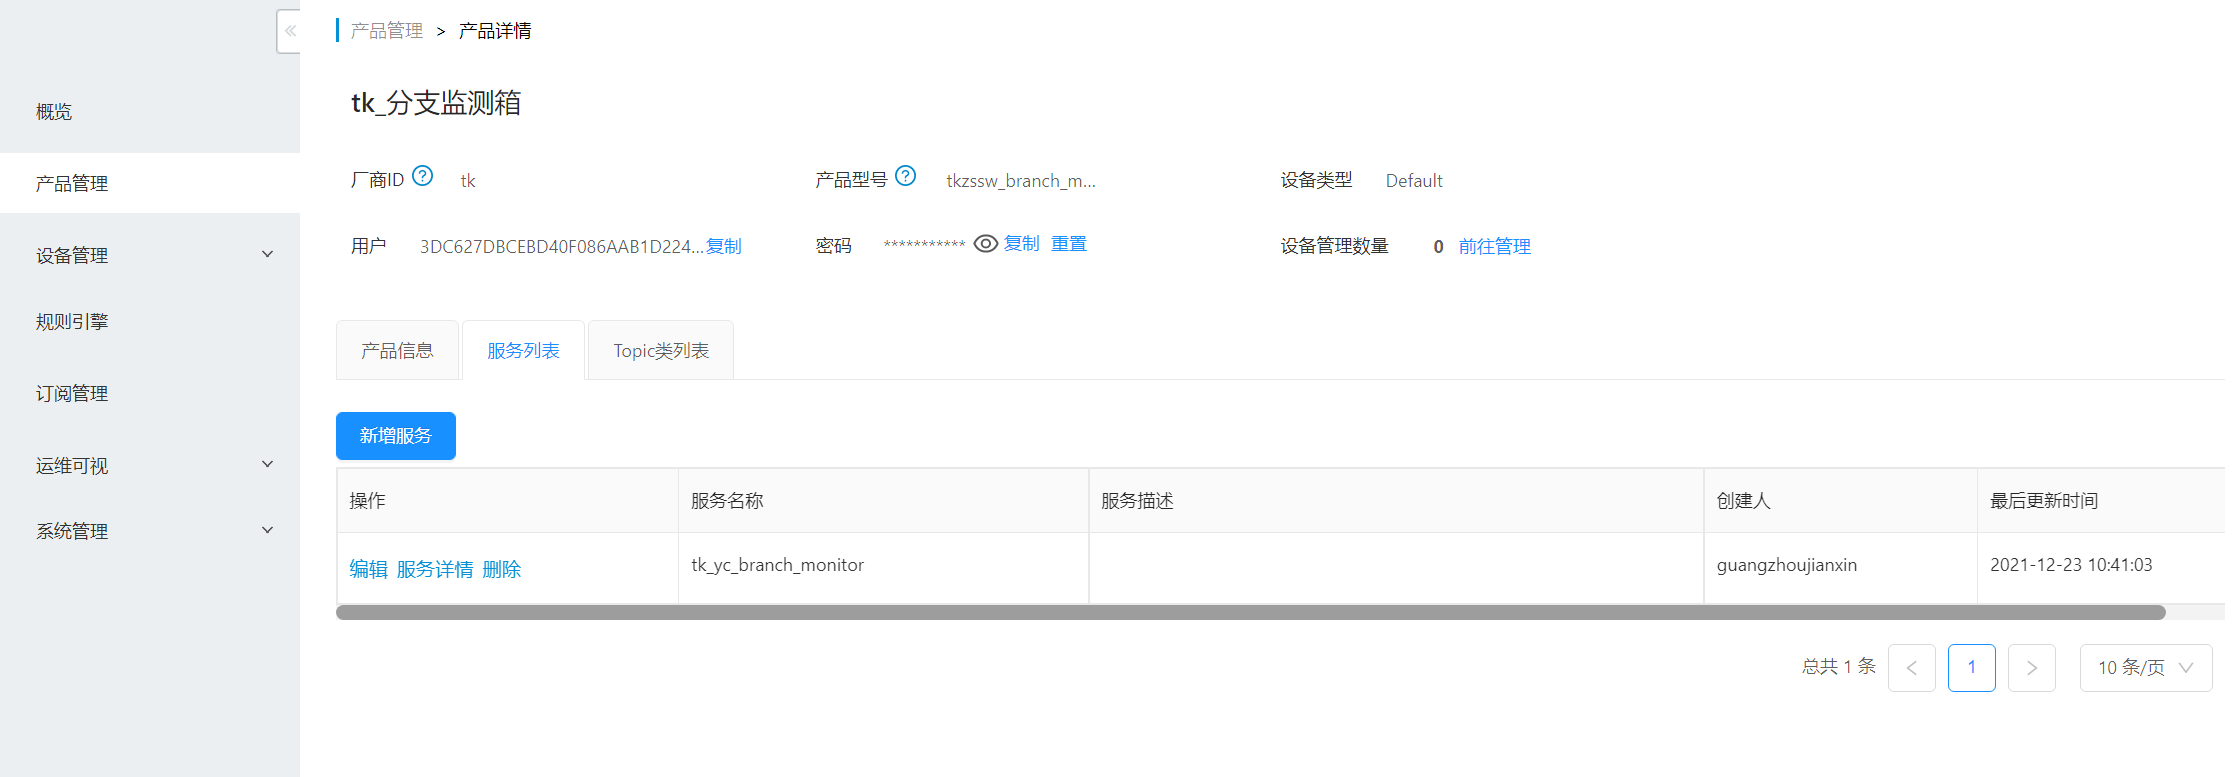 产品管理 > 产品详情
概览
产品管理
设备管理
规则引擎
订阅管理
运维可视
系统管理
tk_分支监测箱
厂商ID ? tk 产品型号 ? tkzssw_branch_m... 设备类型 Default
用户 3DC627DBCEBD40F086AAB1D224...复制 密码 *********** 复制 重置 设备管理数量 0 前往管理
产品信息 服务列表 Topic类列表
新增服务
操作 服务名称 服务描述 创建人 最后更新时间
编辑 服务详情 删除 tk_yc_branch_monitor guangzhoujianxin 2021-12-23 10:41:03
总共 1 条 < 1 > 10 条/页